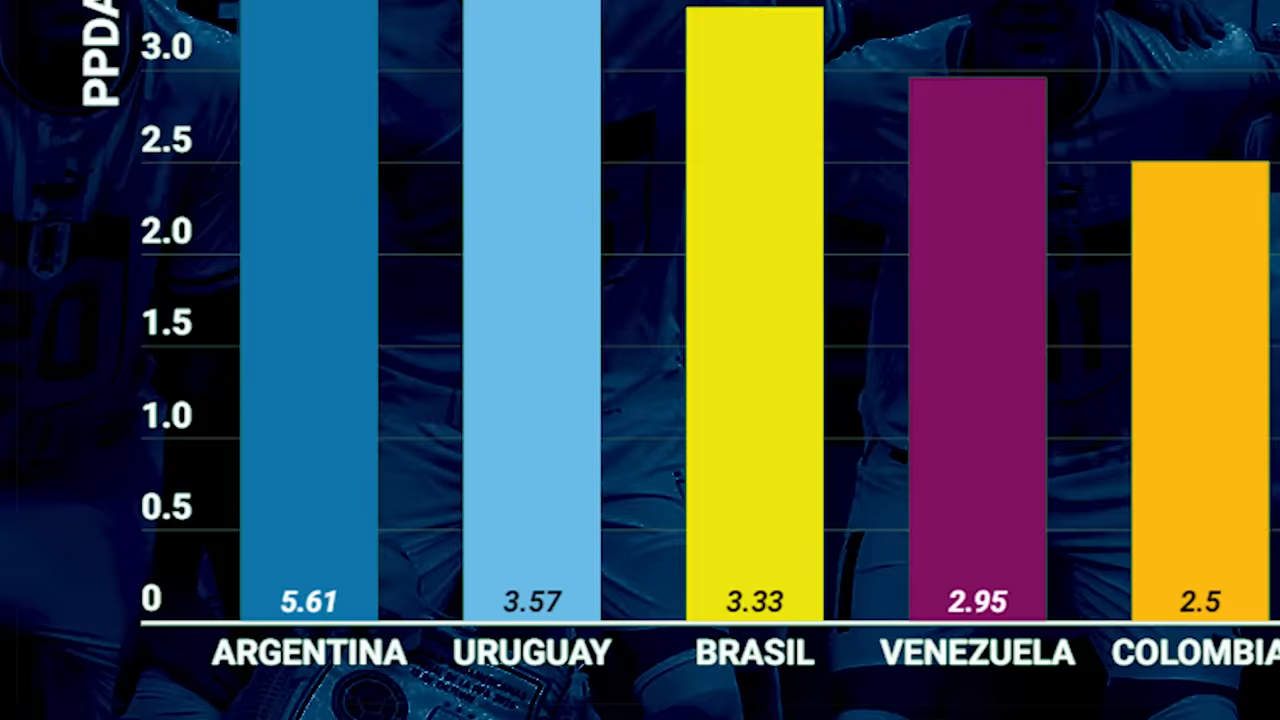 PPDA
3.0
2.5
2.0
1.5
1.0
0.5
0
5.61
3.57
3.33
2.95
2.5
ARGENTINA
URUGUAY
BRASIL
VENEZUELA
COLOMBIA